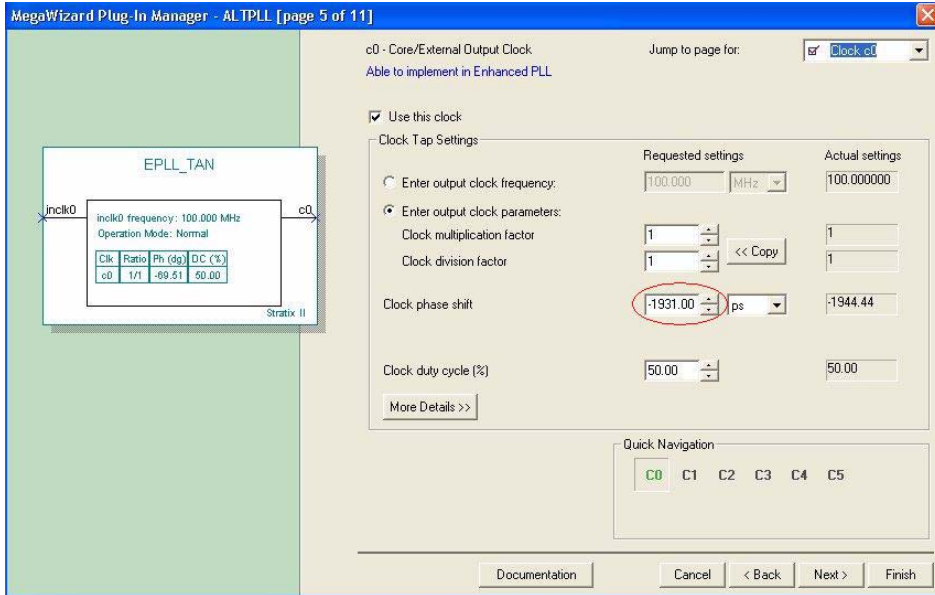 MegaWizard Plug-In Manager - ALTPLL [page 5 of 11]
c0 - Core/External Output Clock
Able to implement in Enhanced PLL
Jump to page for:
Clock c0
Use this clock
Clock Tap Settings
Requested settings
Actual settings
Enter output clock frequency:
100.000
MHz
100.000000
Enter output clock parameters:
Clock multiplication factor
1
<< Copy
1
Clock division factor
1
1
Clock phase shift
-1931.00
ps
-1944.44
Clock duty cycle (%)
50.00
50.00
More Details >>
EPLL_TAN
inclk0
c0
inclk0 frequency: 100.000 MHz
Operation Mode: Normal
Clk Ratio Ph (dg) DC (%)
c0 1/1 -69.51 50.00
Stratix II
Quick Navigation
C0 C1 C2 C3 C4 C5
Documentation
Cancel
< Back
Next >
Finish